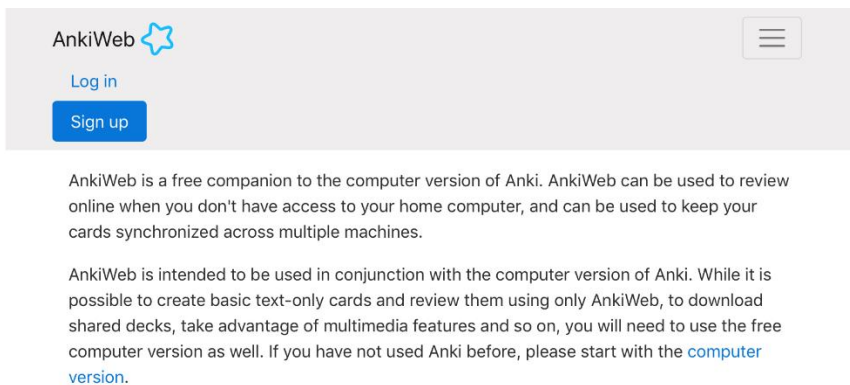 AnkiWeb
Log in
Sign up
AnkiWeb is a free companion to the computer version of Anki. AnkiWeb can be used to review
online when you don't have access to your home computer, and can be used to keep your
cards synchronized across multiple machines.
AnkiWeb is intended to be used in conjunction with the computer version of Anki. While it is
possible to create basic text-only cards and review them using only AnkiWeb, to download
shared decks, take advantage of multimedia features and so on, you will need to use the free
computer version as well. If you have not used Anki before, please start with the computer
version.